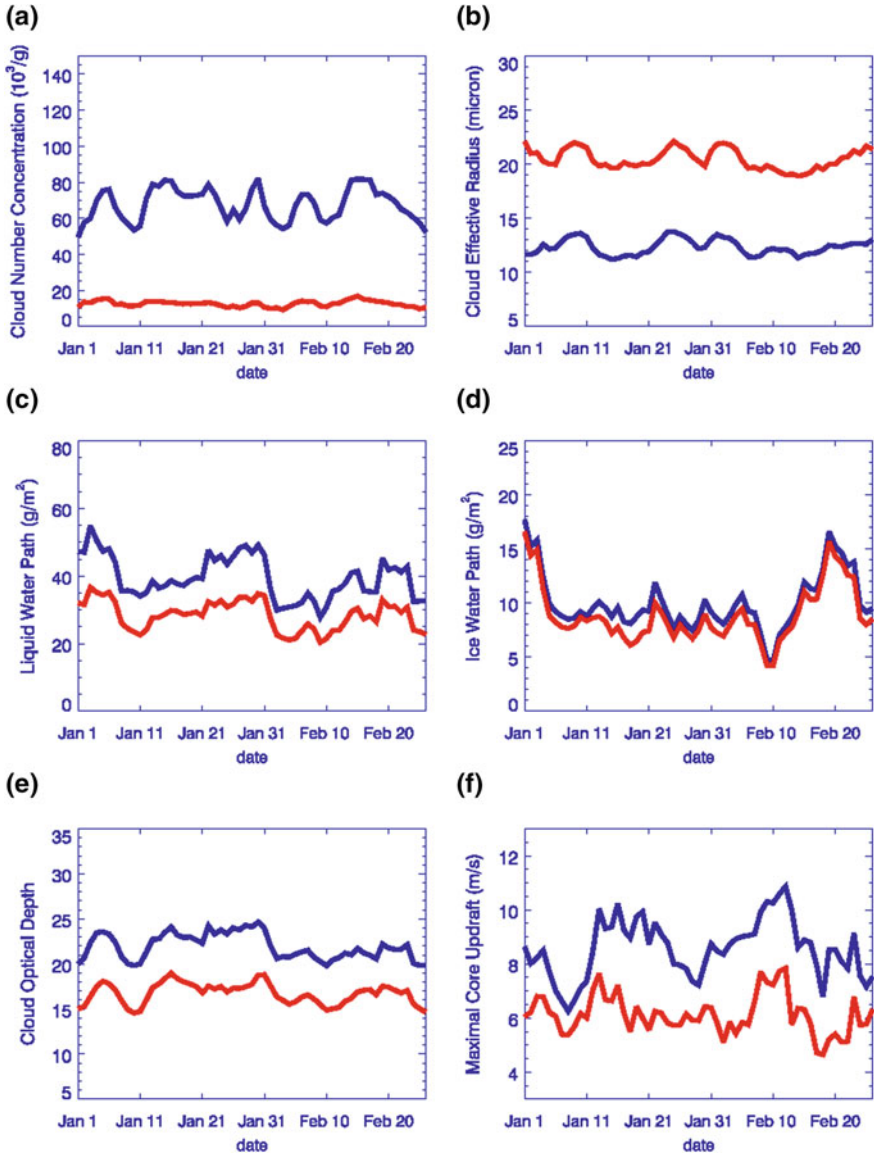 (a)
Cloud Number Concentration (10³/g)
140
120
100
80
60
40
20
0
Jan 1 Jan 11 Jan 21 Jan 31 Feb 10 Feb 20
date
(b)
Cloud Effective Radius (micron)
30
25
20
15
10
5
Jan 1 Jan 11 Jan 21 Jan 31 Feb 10 Feb 20
date
(c)
Liquid Water Path (g/m²)
80
60
40
20
0
Jan 1 Jan 11 Jan 21 Jan 31 Feb 10 Feb 20
date
(d)
Ice Water Path (g/m²)
25
20
15
10
5
0
Jan 1 Jan 11 Jan 21 Jan 31 Feb 10 Feb 20
date
(e)
Cloud Optical Depth
35
30
25
20
15
10
5
Jan 1 Jan 11 Jan 21 Jan 31 Feb 10 Feb 20
date
(f)
Maximal Core Updraft (m/s)
12
10
8
6
4
Jan 1 Jan 11 Jan 21 Jan 31 Feb 10 Feb 20
date